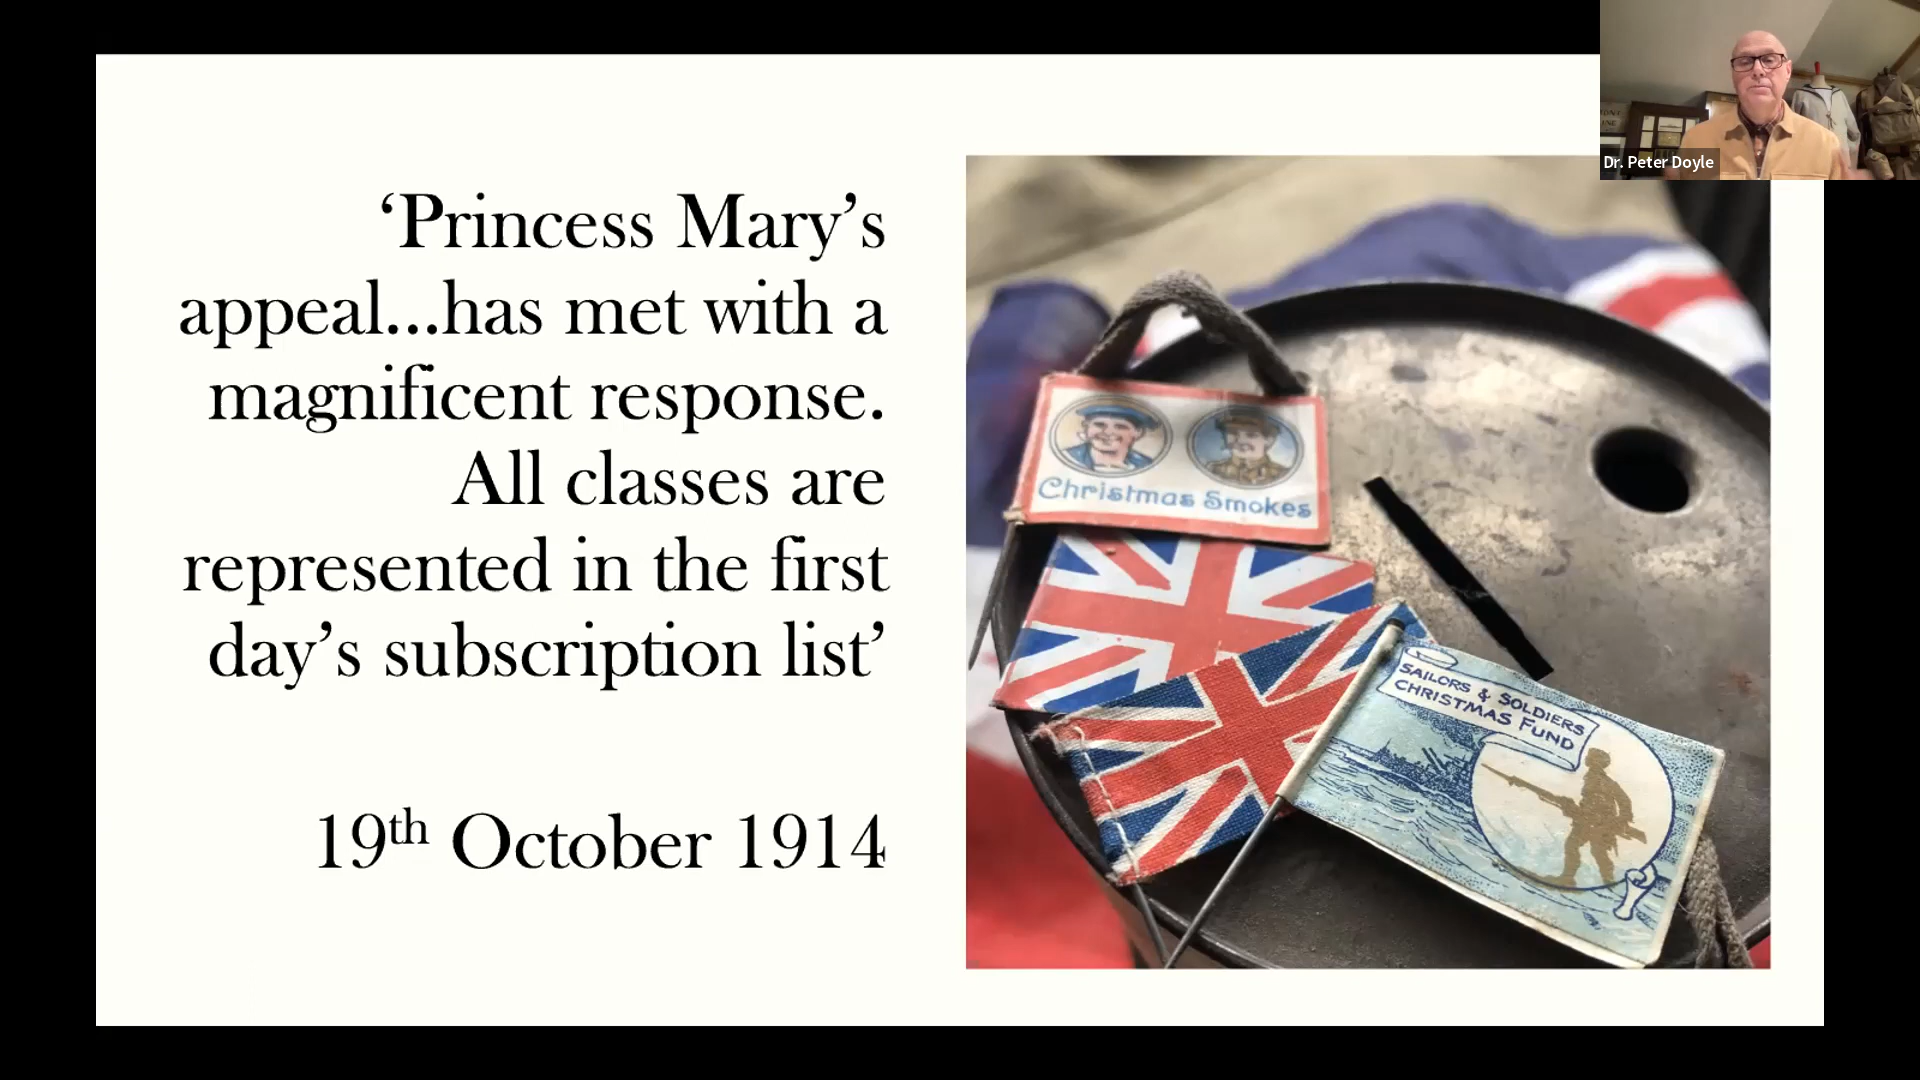 ‘Princess Mary’s
appeal...has met with a
magnificent response.
All classes are
represented in the first
day’s subscription list’
19th October 1914
Christmas Smokes
SAILORS & SOLDIERS
CHRISTMAS FUND
Dr. Peter Doyle